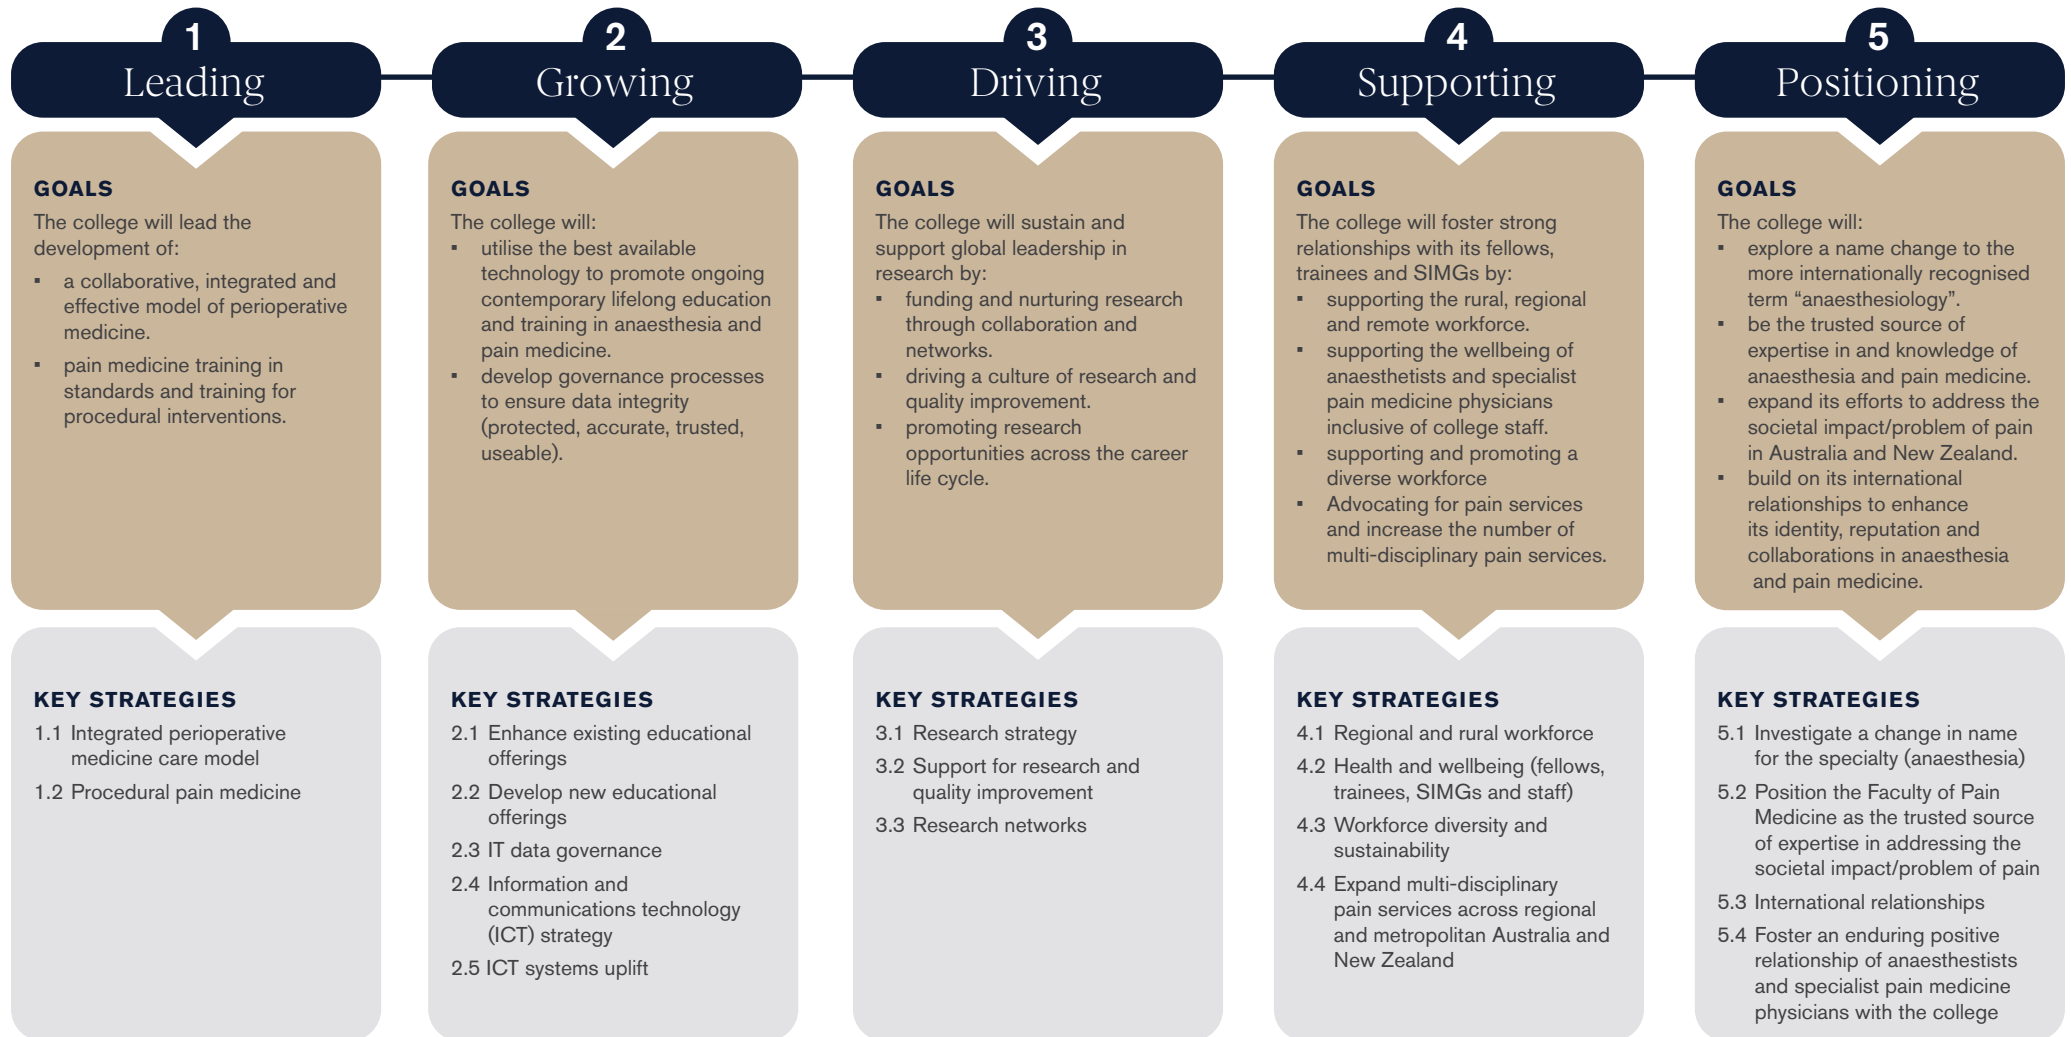 1
Leading
GOALS
The college will lead the
development of:
▪ a collaborative, integrated and
effective model of perioperative
medicine.
▪ pain medicine training in
standards and training for
procedural interventions.
KEY STRATEGIES
1.1 Integrated perioperative
medicine care model
1.2 Procedural pain medicine
2
Growing
GOALS
The college will:
▪ utilise the best available
technology to promote ongoing
contemporary lifelong education
and training in anaesthesia and
pain medicine.
▪ develop governance processes
to ensure data integrity
(protected, accurate, trusted,
useable).
KEY STRATEGIES
2.1 Enhance existing educational
offerings
2.2 Develop new educational
offerings
2.3 IT data governance
2.4 Information and
communications technology
(ICT) strategy
2.5 ICT systems uplift
3
Driving
GOALS
The college will sustain and
support global leadership in
research by:
▪ funding and nurturing research
through collaboration and
networks.
▪ driving a culture of research and
quality improvement.
▪ promoting research
opportunities across the career
life cycle.
KEY STRATEGIES
3.1 Research strategy
3.2 Support for research and
quality improvement
3.3 Research networks
4
Supporting
GOALS
The college will foster strong
relationships with its fellows,
trainees and SIMGs by:
▪ supporting the rural, regional
and remote workforce.
▪ supporting the wellbeing of
anaesthetists and specialist
pain medicine physicians
inclusive of college staff.
▪ supporting and promoting a
diverse workforce
▪ Advocating for pain services
and increase the number of
multi-disciplinary pain services.
KEY STRATEGIES
4.1 Regional and rural workforce
4.2 Health and wellbeing (fellows,
trainees, SIMGs and staff)
4.3 Workforce diversity and
sustainability
4.4 Expand multi-disciplinary
pain services across regional
and metropolitan Australia and
New Zealand
5
Positioning
GOALS
The college will:
▪ explore a name change to the
more internationally recognised
term “anaesthesiology”.
▪ be the trusted source of
expertise in and knowledge of
anaesthesia and pain medicine.
▪ expand its efforts to address the
societal impact/problem of pain
in Australia and New Zealand.
▪ build on its international
relationships to enhance
its identity, reputation and
collaborations in anaesthesia
and pain medicine.
KEY STRATEGIES
5.1 Investigate a change in name
for the specialty (anaesthesia)
5.2 Position the Faculty of Pain
Medicine as the trusted source
of expertise in addressing the
societal impact/problem of pain
5.3 International relationships
5.4 Foster an enduring positive
relationship of anaesthestists
and specialist pain medicine
physicians with the college